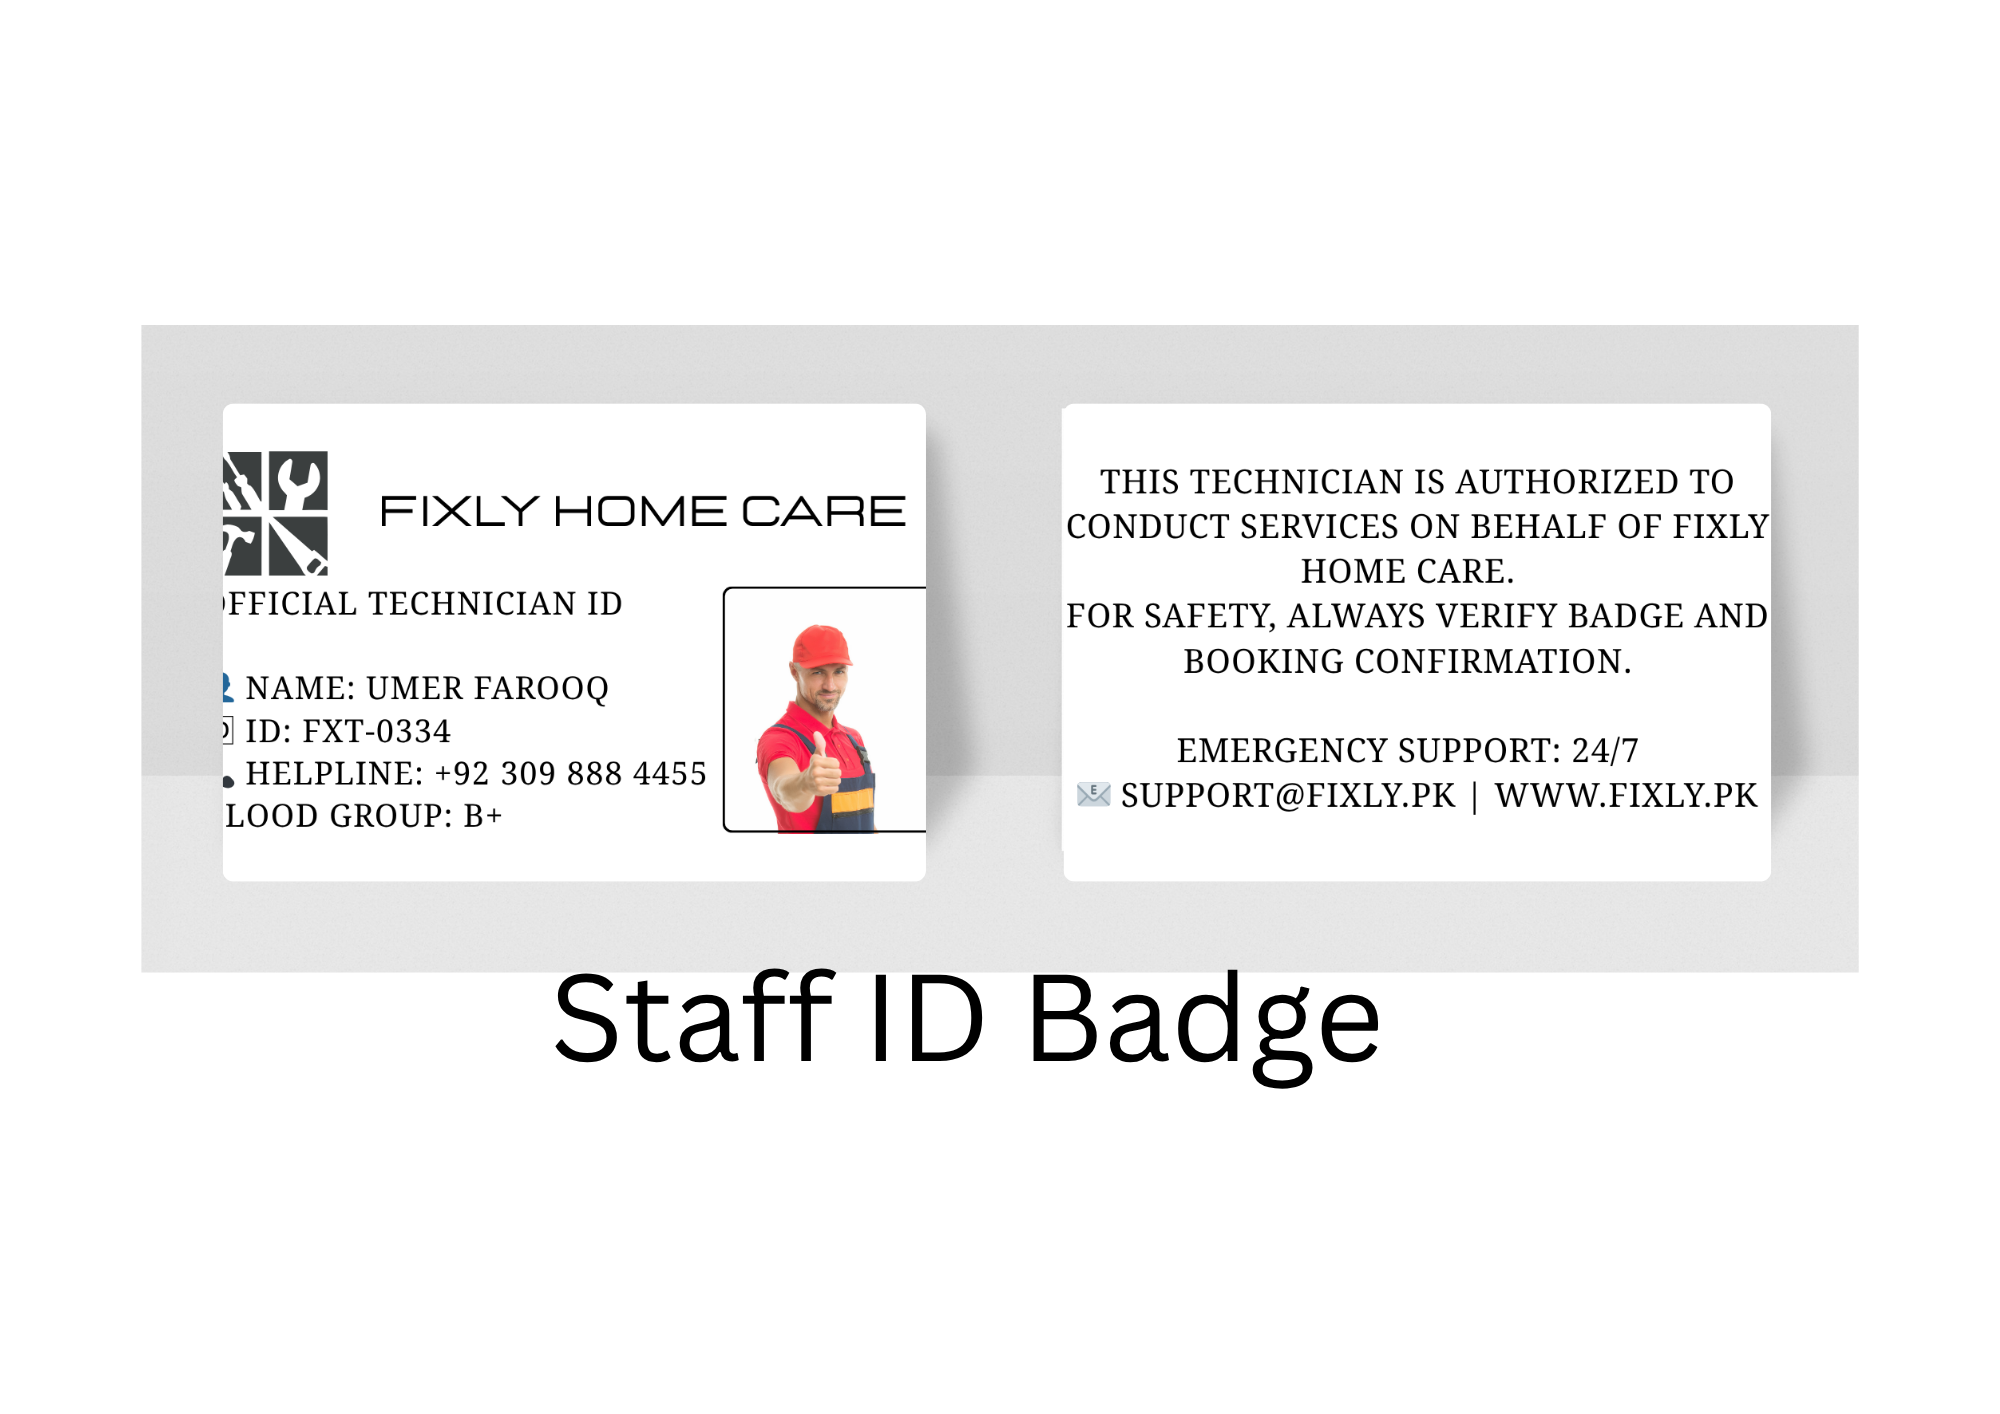 FIXLY HOME CARE
OFFICIAL TECHNICIAN ID
NAME: UMER FAROOQ
ID: FXT-0334
HELPLINE: +92 309 888 4455
LOOD GROUP: B+
THIS TECHNICIAN IS AUTHORIZED TO
CONDUCT SERVICES ON BEHALF OF FIXLY
HOME CARE.
FOR SAFETY, ALWAYS VERIFY BADGE AND
BOOKING CONFIRMATION.
EMERGENCY SUPPORT: 24/7
SUPPORT@FIXLY.PK | WWW.FIXLY.PK
Staff ID Badge